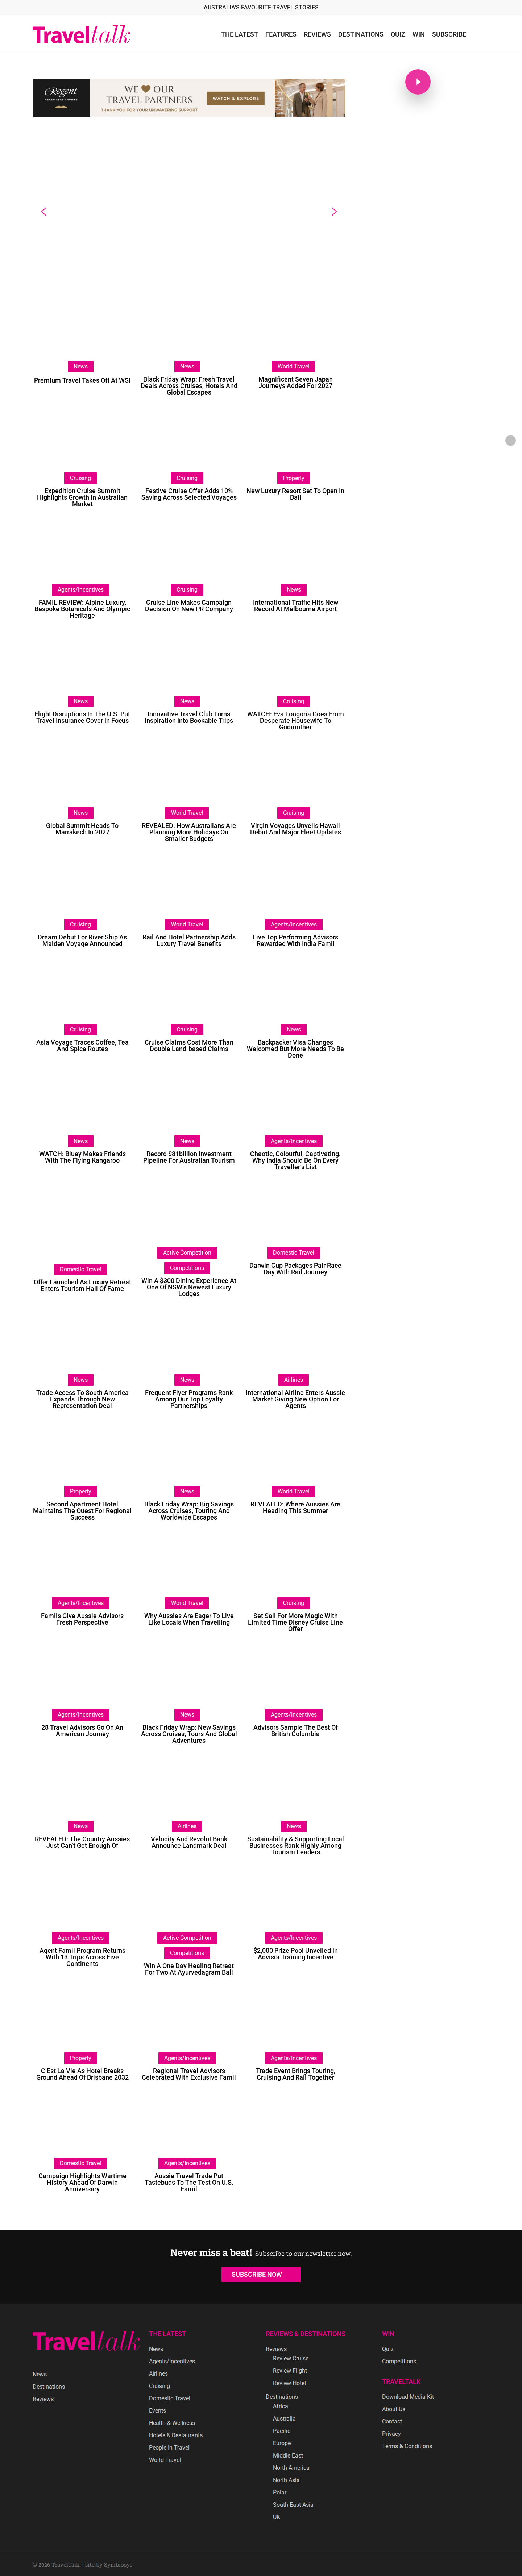 AUSTRALIA'S FAVOURITE TRAVEL STORIES
Traveltalk
THE LATEST FEATURES REVIEWS DESTINATIONS QUIZ WIN SUBSCRIBE
Regent
SEVEN SEAS CRUISES
WE OUR
TRAVEL PARTNERS
THANK YOU FOR YOUR UNWAVERING SUPPORT
WATCH & EXPLORE
News
Premium Travel Takes Off At WSI
News
Black Friday Wrap: Fresh Travel
Deals Across Cruises, Hotels And
Global Escapes
World Travel
Magnificent Seven Japan
Journeys Added For 2027
Cruising
Expedition Cruise Summit
Highlights Growth In Australian
Market
Cruising
Festive Cruise Offer Adds 10%
Saving Across Selected Voyages
Property
New Luxury Resort Set To Open In
Bali
Agents/Incentives
FAMIL REVIEW: Alpine Luxury,
Bespoke Botanicals And Olympic
Heritage
Cruising
Cruise Line Makes Campaign
Decision On New PR Company
News
International Traffic Hits New
Record At Melbourne Airport
News
Flight Disruptions In The U.S. Put
Travel Insurance Cover In Focus
News
Innovative Travel Club Turns
Inspiration Into Bookable Trips
Cruising
WATCH: Eva Longoria Goes From
Desperate Housewife To
Godmother
News
Global Summit Heads To
Marrakech In 2027
World Travel
REVEALED: How Australians Are
Planning More Holidays On
Smaller Budgets
Cruising
Virgin Voyages Unveils Hawaii
Debut And Major Fleet Updates
Cruising
Dream Debut For River Ship As
Maiden Voyage Announced
World Travel
Rail And Hotel Partnership Adds
Luxury Travel Benefits
Agents/Incentives
Five Top Performing Advisors
Rewarded With India Famil
Cruising
Asia Voyage Traces Coffee, Tea
And Spice Routes
Cruising
Cruise Claims Cost More Than
Double Land-based Claims
News
Backpacker Visa Changes
Welcomed But More Needs To Be
Done
News
WATCH: Bluey Makes Friends
With The Flying Kangaroo
News
Record $81billion Investment
Pipeline For Australian Tourism
Agents/Incentives
Chaotic, Colourful, Captivating.
Why India Should Be On Every
Traveller's List
Domestic Travel
Offer Launched As Luxury Retreat
Enters Tourism Hall Of Fame
Active Competition
Competitions
Win A $300 Dining Experience At
One Of NSW's Newest Luxury
Lodges
Domestic Travel
Darwin Cup Packages Pair Race
Day With Rail Journey
News
Trade Access To South America
Expands Through New
Representation Deal
News
Frequent Flyer Programs Rank
Among Our Top Loyalty
Partnerships
Airlines
International Airline Enters Aussie
Market Giving New Option For
Agents
Property
Second Apartment Hotel
Maintains The Quest For Regional
Success
News
Black Friday Wrap: Big Savings
Across Cruises, Touring And
Worldwide Escapes
World Travel
REVEALED: Where Aussies Are
Heading This Summer
Agents/Incentives
Famils Give Aussie Advisors
Fresh Perspective
World Travel
Why Aussies Are Eager To Live
Like Locals When Travelling
Cruising
Set Sail For More Magic With
Limited Time Disney Cruise Line
Offer
Agents/Incentives
28 Travel Advisors Go On An
American Journey
News
Black Friday Wrap: New Savings
Across Cruises, Tours And Global
Adventures
Agents/Incentives
Advisors Sample The Best Of
British Columbia
News
REVEALED: The Country Aussies
Just Can't Get Enough Of
Airlines
Velocity And Revolut Bank
Announce Landmark Deal
News
Sustainability & Supporting Local
Businesses Rank Highly Among
Tourism Leaders
Agents/Incentives
Agent Famil Program Returns
With 13 Trips Across Five
Continents
Active Competition
Competitions
Win A One Day Healing Retreat
For Two At Ayurvedagram Bali
Agents/Incentives
$2,000 Prize Pool Unveiled In
Advisor Training Incentive
Property
C'Est La Vie As Hotel Breaks
Ground Ahead Of Brisbane 2032
Agents/Incentives
Regional Travel Advisors
Celebrated With Exclusive Famil
Agents/Incentives
Trade Event Brings Touring,
Cruising And Rail Together
Domestic Travel
Campaign Highlights Wartime
History Ahead Of Darwin
Anniversary
Agents/Incentives
Aussie Travel Trade Put
Tastebuds To The Test On U.S.
Famil
Never miss a beat! Subscribe to our newsletter now.
SUBSCRIBE NOW
Traveltalk
News
Destinations
Reviews
THE LATEST
News
Agents/Incentives
Airlines
Cruising
Domestic Travel
Events
Health & Wellness
Hotels & Restaurants
People In Travel
World Travel
REVIEWS & DESTINATIONS
Reviews
Review Cruise
Review Flight
Review Hotel
Destinations
Africa
Australia
Pacific
Europe
Middle East
North America
North Asia
Polar
South East Asia
UK
WIN
Quiz
Competitions
TRAVELTALK
Download Media Kit
About Us
Contact
Privacy
Terms & Conditions
© 2026 TravelTalk. | site by Symbiosys